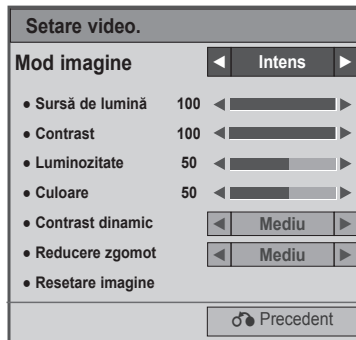 Setare video.
Mod imagine ◄ Intens ►
● Sursă de lumină 100 ◄ ►
● Contrast 100 ◄ ►
● Luminozitate 50 ◄ ►
● Culoare 50 ◄ ►
● Contrast dinamic ◄ Mediu ►
● Reducere zgomot ◄ Mediu ►
● Resetare imagine
Precedent